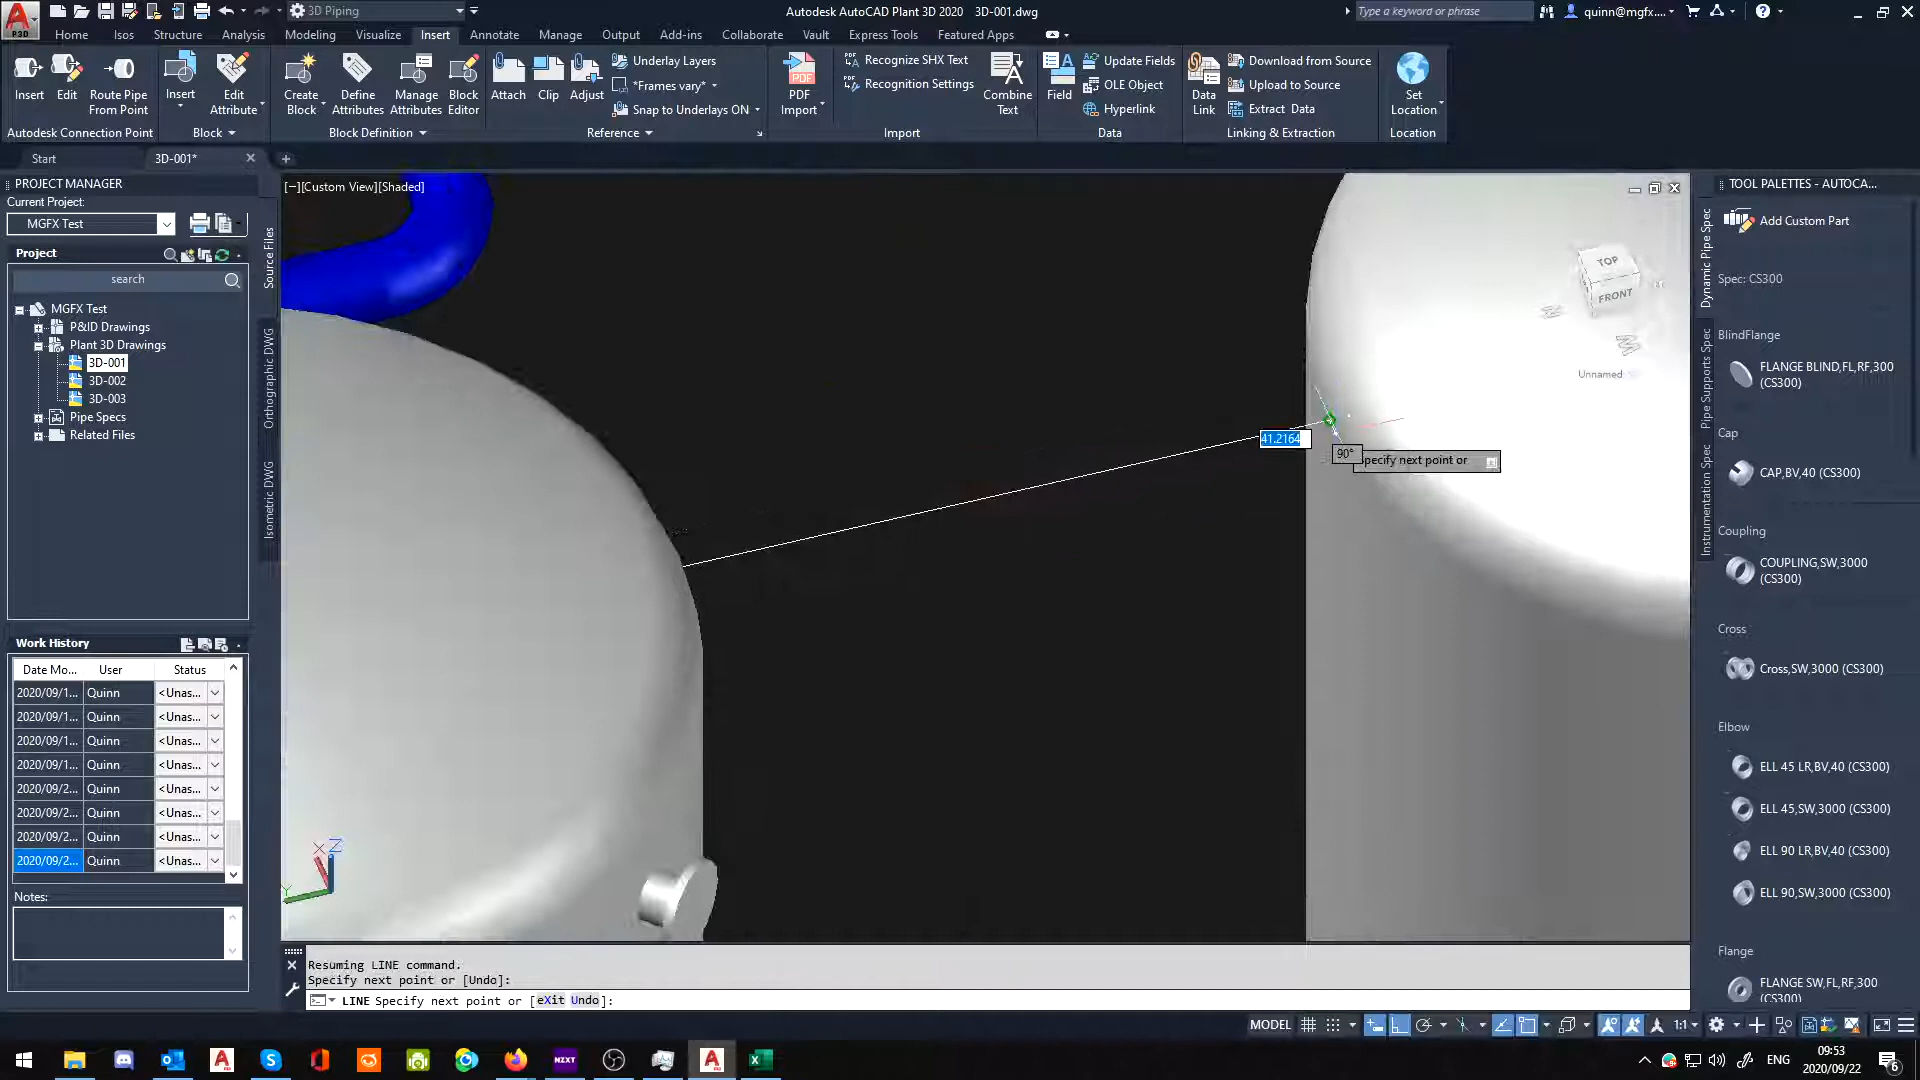 3D Piping
Autodesk AutoCAD Plant 3D 2020 3D-001.dwg
Type a keyword or phrase
quinn@mgfx....
Home Isos Structure Analysis Modeling Visualize Insert Annotate Manage Output Add-ins Collaborate Vault Express Tools Featured Apps
Insert Edit Route Pipe From Point
Autodesk Connection Point
Insert Edit Attribute
Block
Create Block Define Attributes Manage Attributes Block Editor
Block Definition
Attach Clip Adjust
Underlay Layers
*Frames vary*
Snap to Underlays ON
Reference
PDF Import
Recognize SHX Text
Recognition Settings
Combine Text
Import
Field
Update Fields
OLE Object
Hyperlink
Data
Data Link
Download from Source
Upload to Source
Extract Data
Linking & Extraction
Set Location
Location
Start
3D-001*
PROJECT MANAGER
Current Project:
MGFX Test
Project
search
MGFX Test
P&ID Drawings
Plant 3D Drawings
3D-001
3D-002
3D-003
Pipe Specs
Related Files
Source Files
Orthographic DWG
Isometric DWG
Work History
Date Mo... User Status
2020/09/1... Quinn <Unas...
2020/09/1... Quinn <Unas...
2020/09/1... Quinn <Unas...
2020/09/1... Quinn <Unas...
2020/09/2... Quinn <Unas...
2020/09/2... Quinn <Unas...
2020/09/2... Quinn <Unas...
2020/09/2... Quinn <Unas...
Notes:
[−][Custom View][Shaded]
TOP
FRONT
W
Unnamed
41.2164
90°
Specify next point or
X Z
Y
Resuming LINE command.
Specify next point or [Undo]:
LINE Specify next point or [eXit Undo]:
TOOL PALETTES - AUTOCA...
Dynamic Pipe Spec
Pipe Supports Spec
Instrumentation Spec
Add Custom Part
Spec: CS300
BlindFlange
FLANGE BLIND,FL,RF,300
(CS300)
Cap
CAP,BV,40 (CS300)
Coupling
COUPLING,SW,3000
(CS300)
Cross
Cross,SW,3000 (CS300)
Elbow
ELL 45 LR,BV,40 (CS300)
ELL 45,SW,3000 (CS300)
ELL 90 LR,BV,40 (CS300)
ELL 90,SW,3000 (CS300)
Flange
FLANGE SW,FL,RF,300
(CS300)
MODEL
1:1
NZXT
ENG
09:53
2020/09/22
6